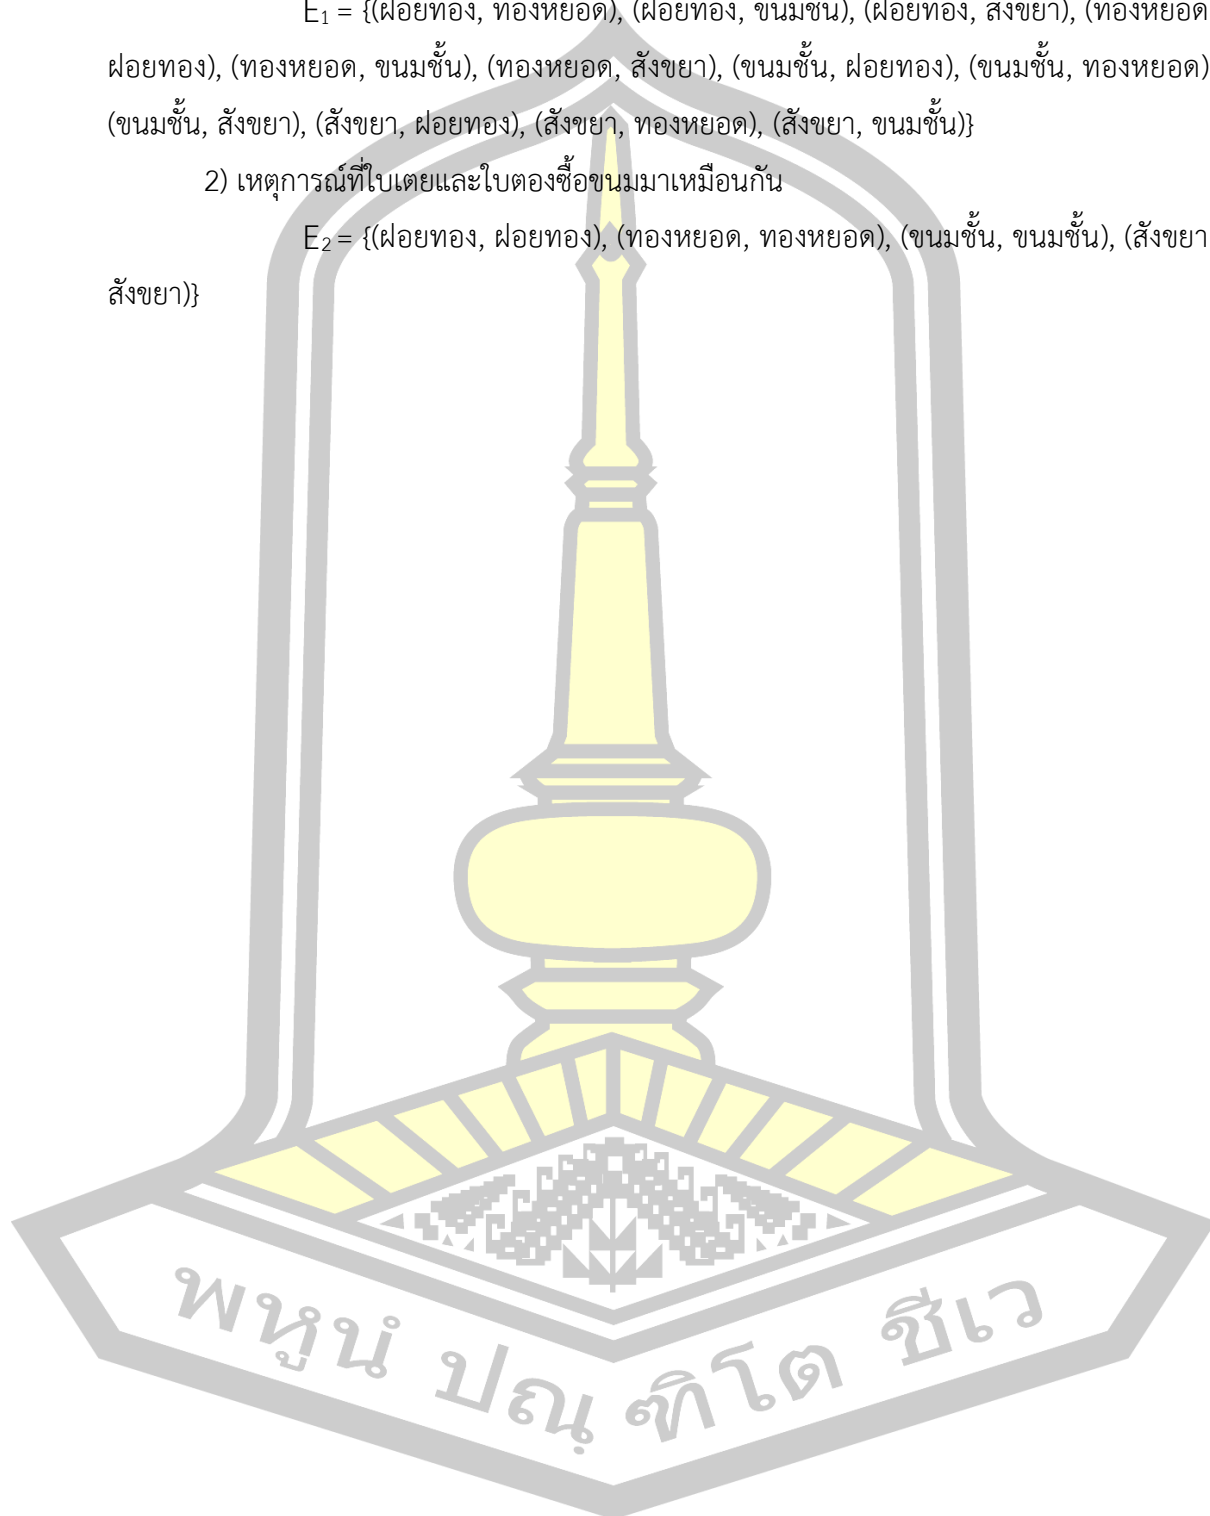 E1 = {(ฝอยทอง, ทองหยอด), (ฝอยทอง, ขนมชั้น), (ฝอยทอง, สังขยา), (ทองหยอด
ฝอยทอง), (ทองหยอด, ขนมชั้น), (ทองหยอด, สังขยา), (ขนมชั้น, ฝอยทอง), (ขนมชั้น, ทองหยอด)
(ขนมชั้น, สังขยา), (สังขยา, ฝอยทอง), (สังขยา, ทองหยอด), (สังขยา, ขนมชั้น)}
2) เหตุการณ์ที่ใบเตยและใบตองซื้อขนมมาเหมือนกัน
E2 = {(ฝอยทอง, ฝอยทอง), (ทองหยอด, ทองหยอด), (ขนมชั้น, ขนมชั้น), (สังขยา
สังขยา)}
พหูนํ ปณฺฑิโต ชีเว